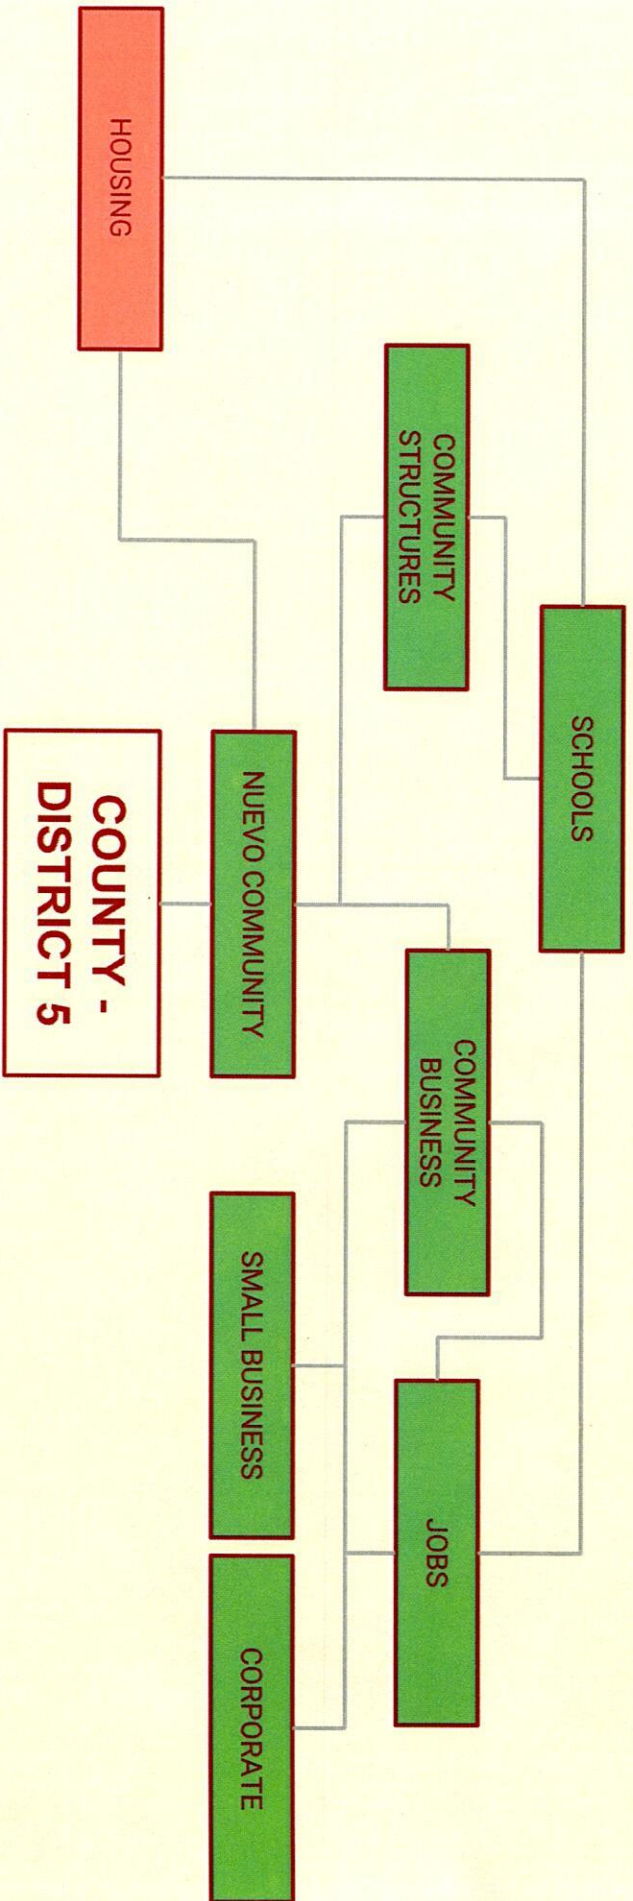 SCHOOLS
COMMUNITY
STRUCTURES
COMMUNITY
BUSINESS
JOBS
HOUSING
NUEVO COMMUNITY
SMALL BUSINESS
CORPORATE
COUNTY -
DISTRICT 5